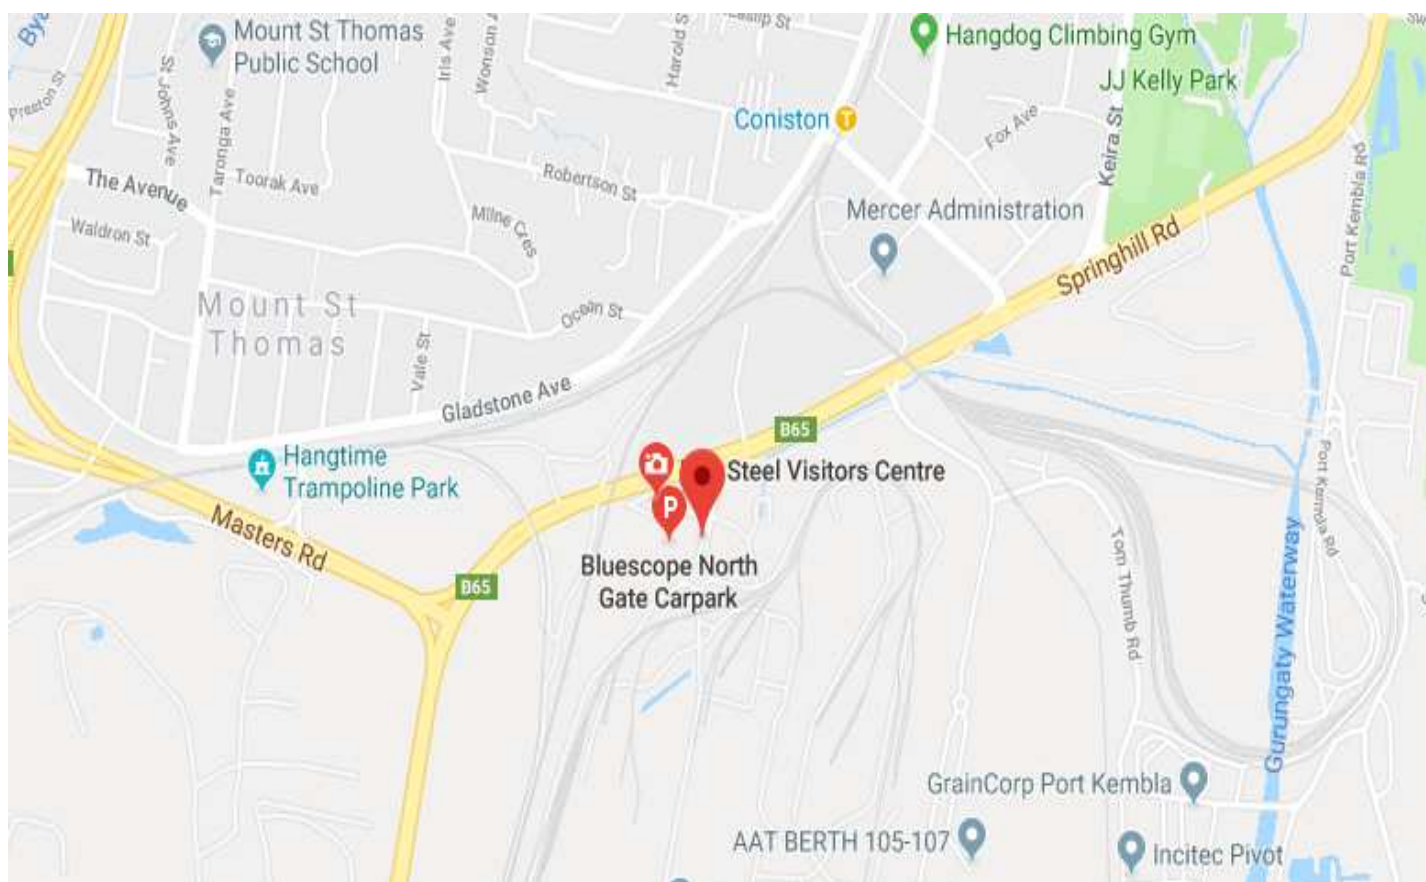 Mount St Thomas
Public School
Iris Ave
Wonson
Harold S
Hangdog Climbing Gym
JJ Kelly Park
Preston St
St Johns Ave
Taronga Ave
Coniston
T
Fox Ave
Keira St
Port Kembla Rd
The Avenue
Toorak Ave
Robertson St
Milne Cres
Mercer Administration
Waldron St
Springhill Rd
Mount St
Thomas
Ocean St
Vale St
Gladstone Ave
B65
Hangtime
Trampoline Park
Steel Visitors Centre
P
Masters Rd
Port Kembla Rd
Bluescope North
Gate Carpark
B65
Tom Thumb Rd
Gurungaty Waterway
GrainCorp Port Kembla
AAT BERTH 105-107
Incitec Pivot